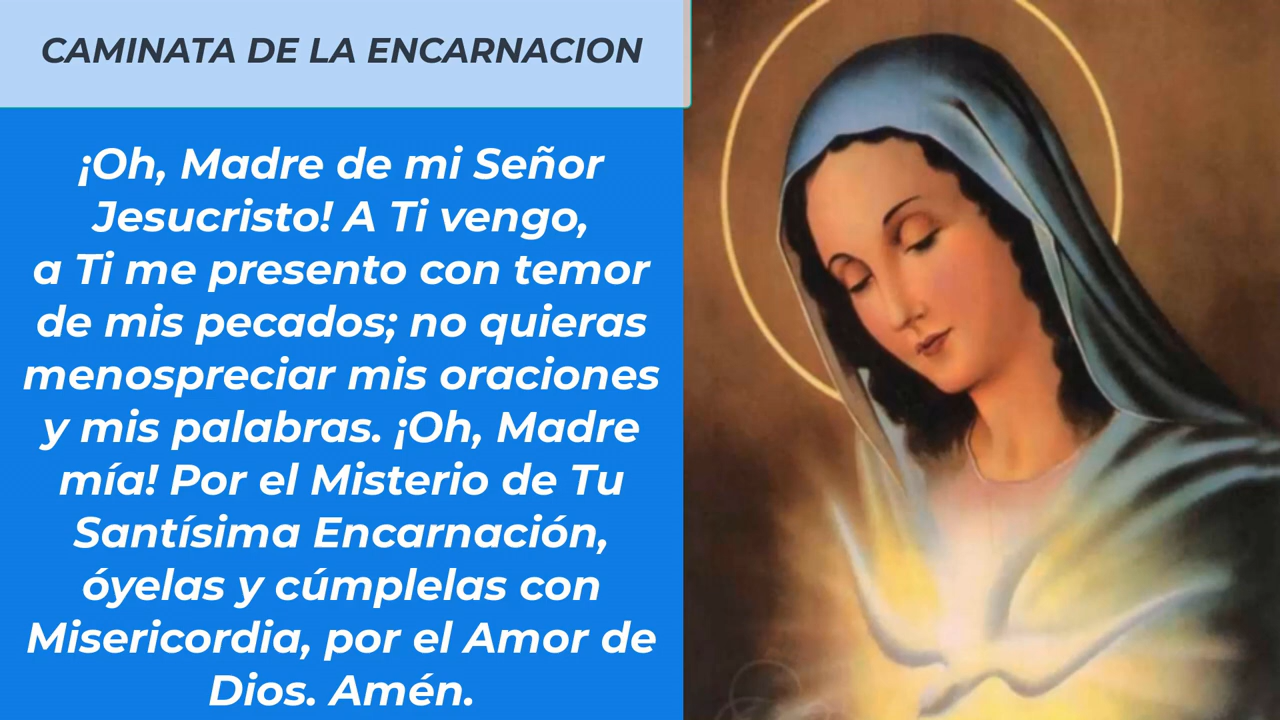 CAMINATA DE LA ENCARNACION
¡Oh, Madre de mi Señor
Jesucristo! A Ti vengo,
a Ti me presento con temor
de mis pecados; no quieras
menospreciar mis oraciones
y mis palabras. ¡Oh, Madre
mía! Por el Misterio de Tu
Santísima Encarnación,
óyelas y cúmplelas con
Misericordia, por el Amor de
Dios. Amén.